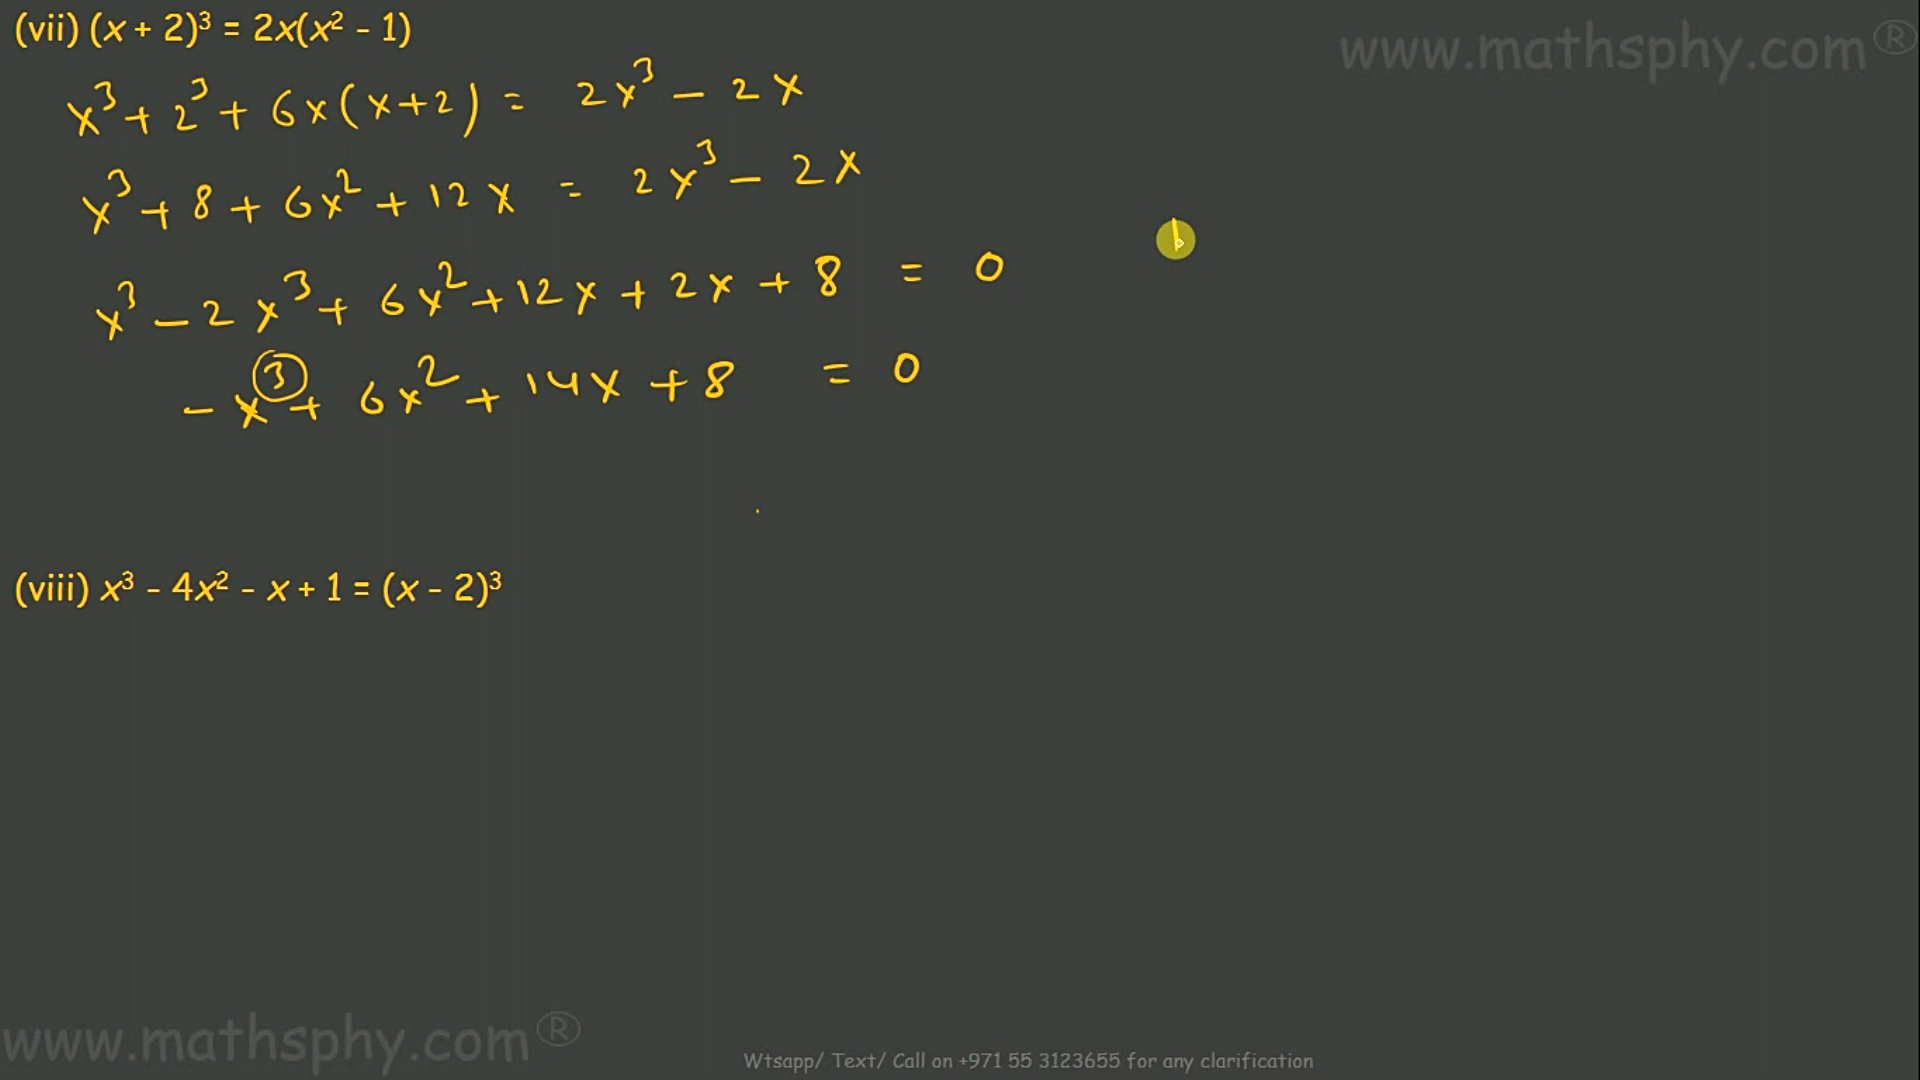 (vii) (x + 2)³ = 2x(x² - 1)
www.mathsphy.com®
x³ + 2³ + 6x(x+2) = 2x³ - 2x
x³ + 8 + 6x² + 12x = 2x³ - 2x
x³ - 2x³ + 6x² + 12x + 2x + 8 = 0
- x³ + 6x² + 14x + 8 = 0
(viii) x³ - 4x² - x + 1 = (x - 2)³
www.mathsphy.com®
Wtsapp/ Text/ Call on +971 55 3123655 for any clarification